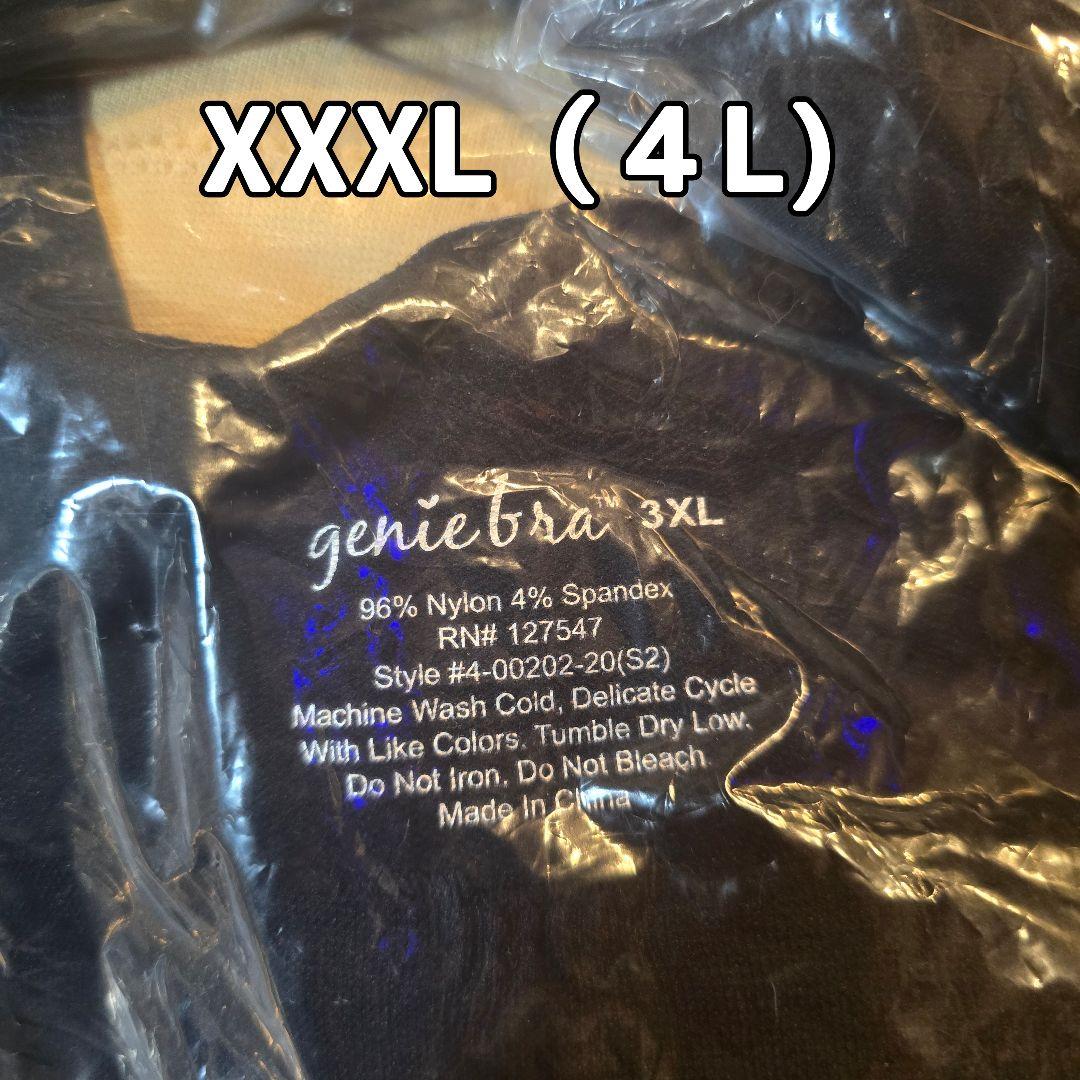 XXXL（４L）
genie bra™ 3XL
96% Nylon 4% Spandex
RN# 127547
Style #4-00202-20(S2)
Machine Wash Cold, Delicate Cycle
With Like Colors. Tumble Dry Low.
Do Not Iron. Do Not Bleach.
Made In China